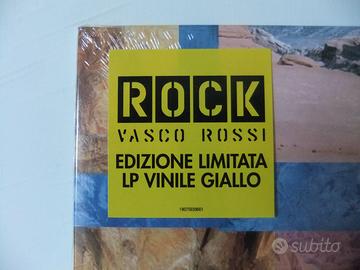 ROCK
VASCO ROSSI
EDIZIONE LIMITATA
LP VINILE GIALLO
subito